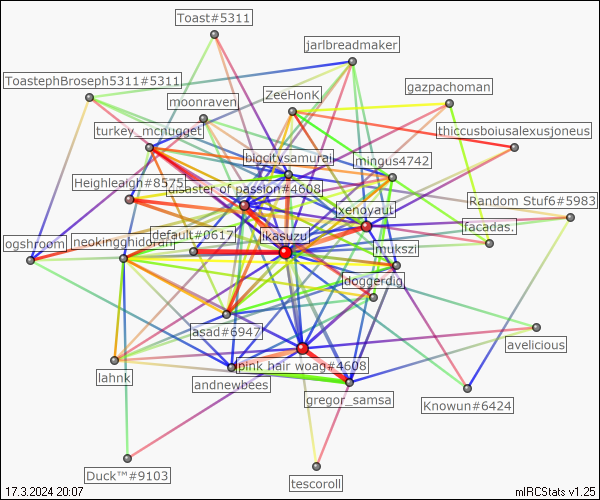 Toast#5311
jarlbreadmaker
ToastephBroseph5311#5311
gazpachoman
ZeeHonK
moonraven
turkey_mcnugget
thiccusboiusalexusjoneus
bigcitysamurai
mingus4742
Heighleaigh#8575
disaster of passion#4608
Random Stuf6#5983
xenoyaut
facadas.
default#0617
ikasuzu
ogshroom
neokingghidorah
mukszi
doggerdig
asad#6947
avelicious
pink hair woag#4608
lahnk
andnewbees
gregor_samsa
Knowun#6424
Duck™#9103
tescoroll
17.3.2024 20:07
mIRCStats v1.25